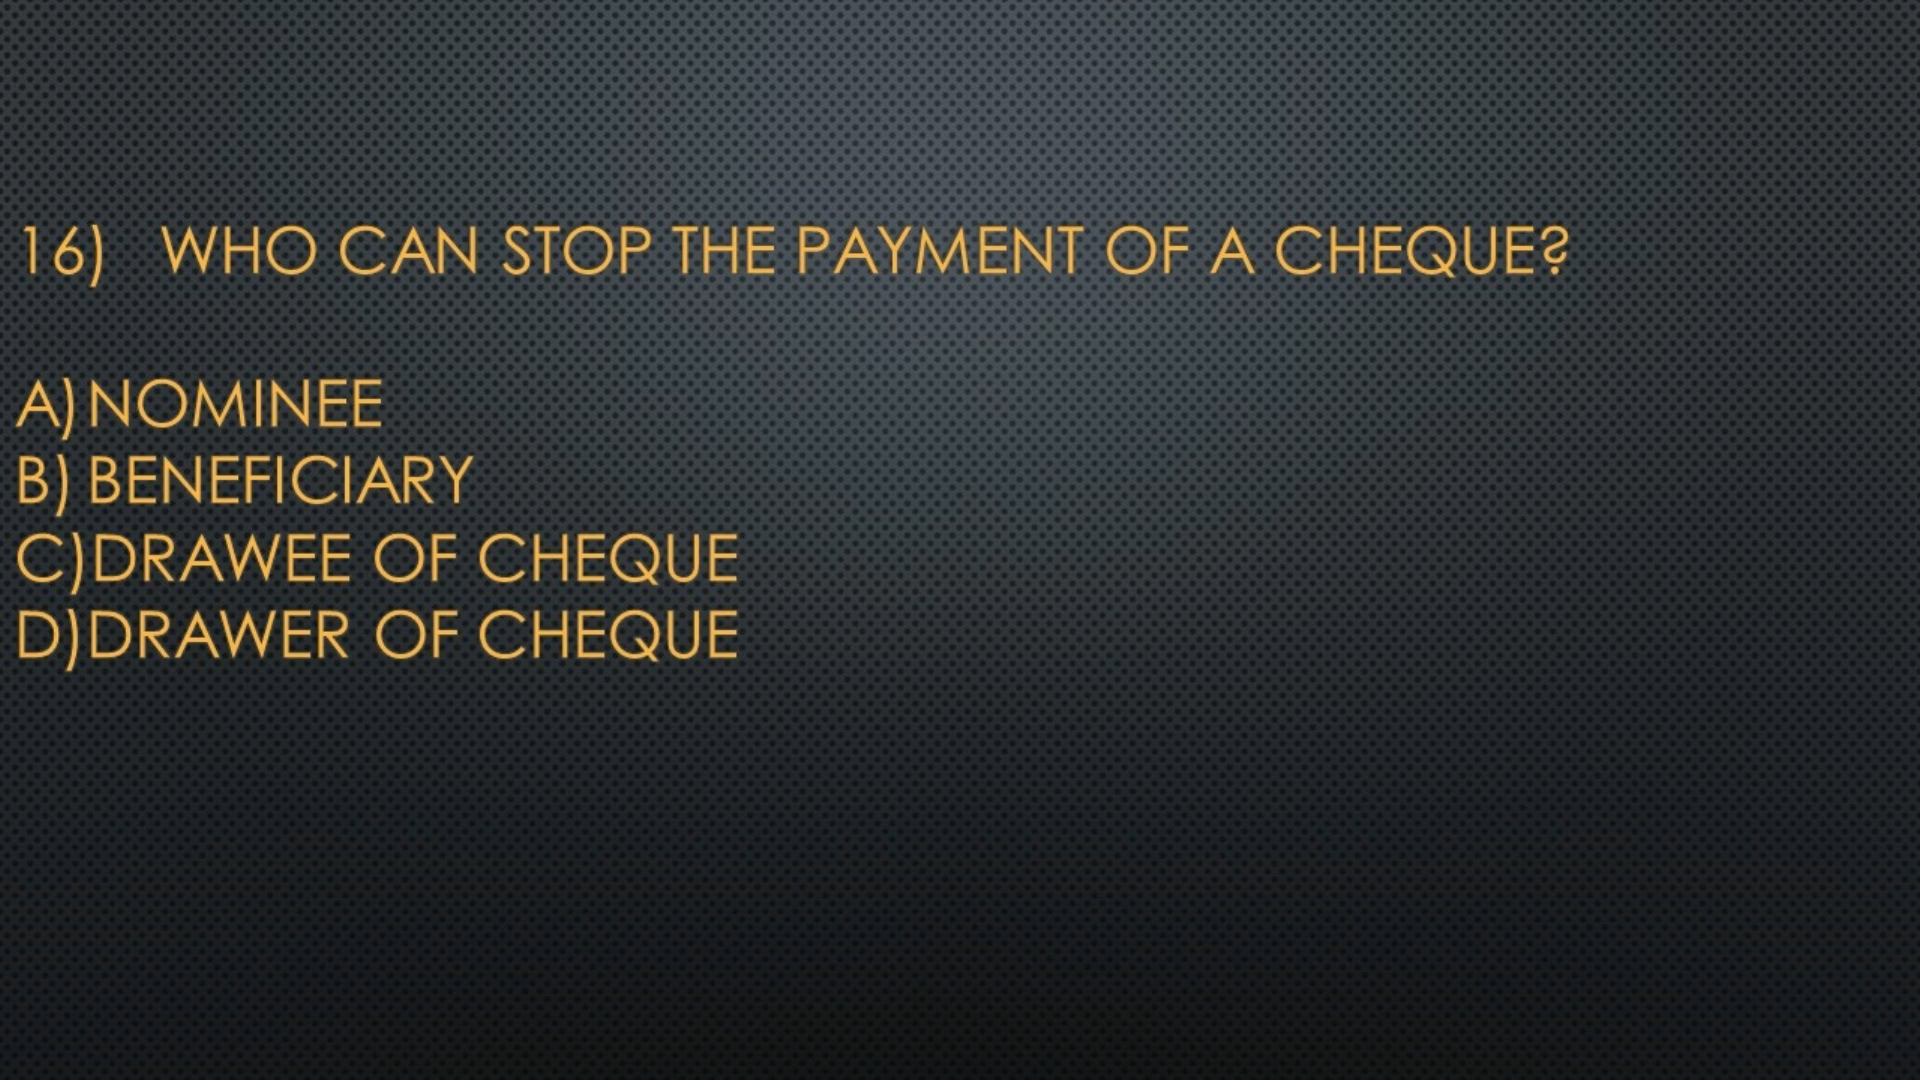 16) WHO CAN STOP THE PAYMENT OF A CHEQUE?
A) NOMINEE
B) BENEFICIARY
C)DRAWEE OF CHEQUE
D)DRAWER OF CHEQUE